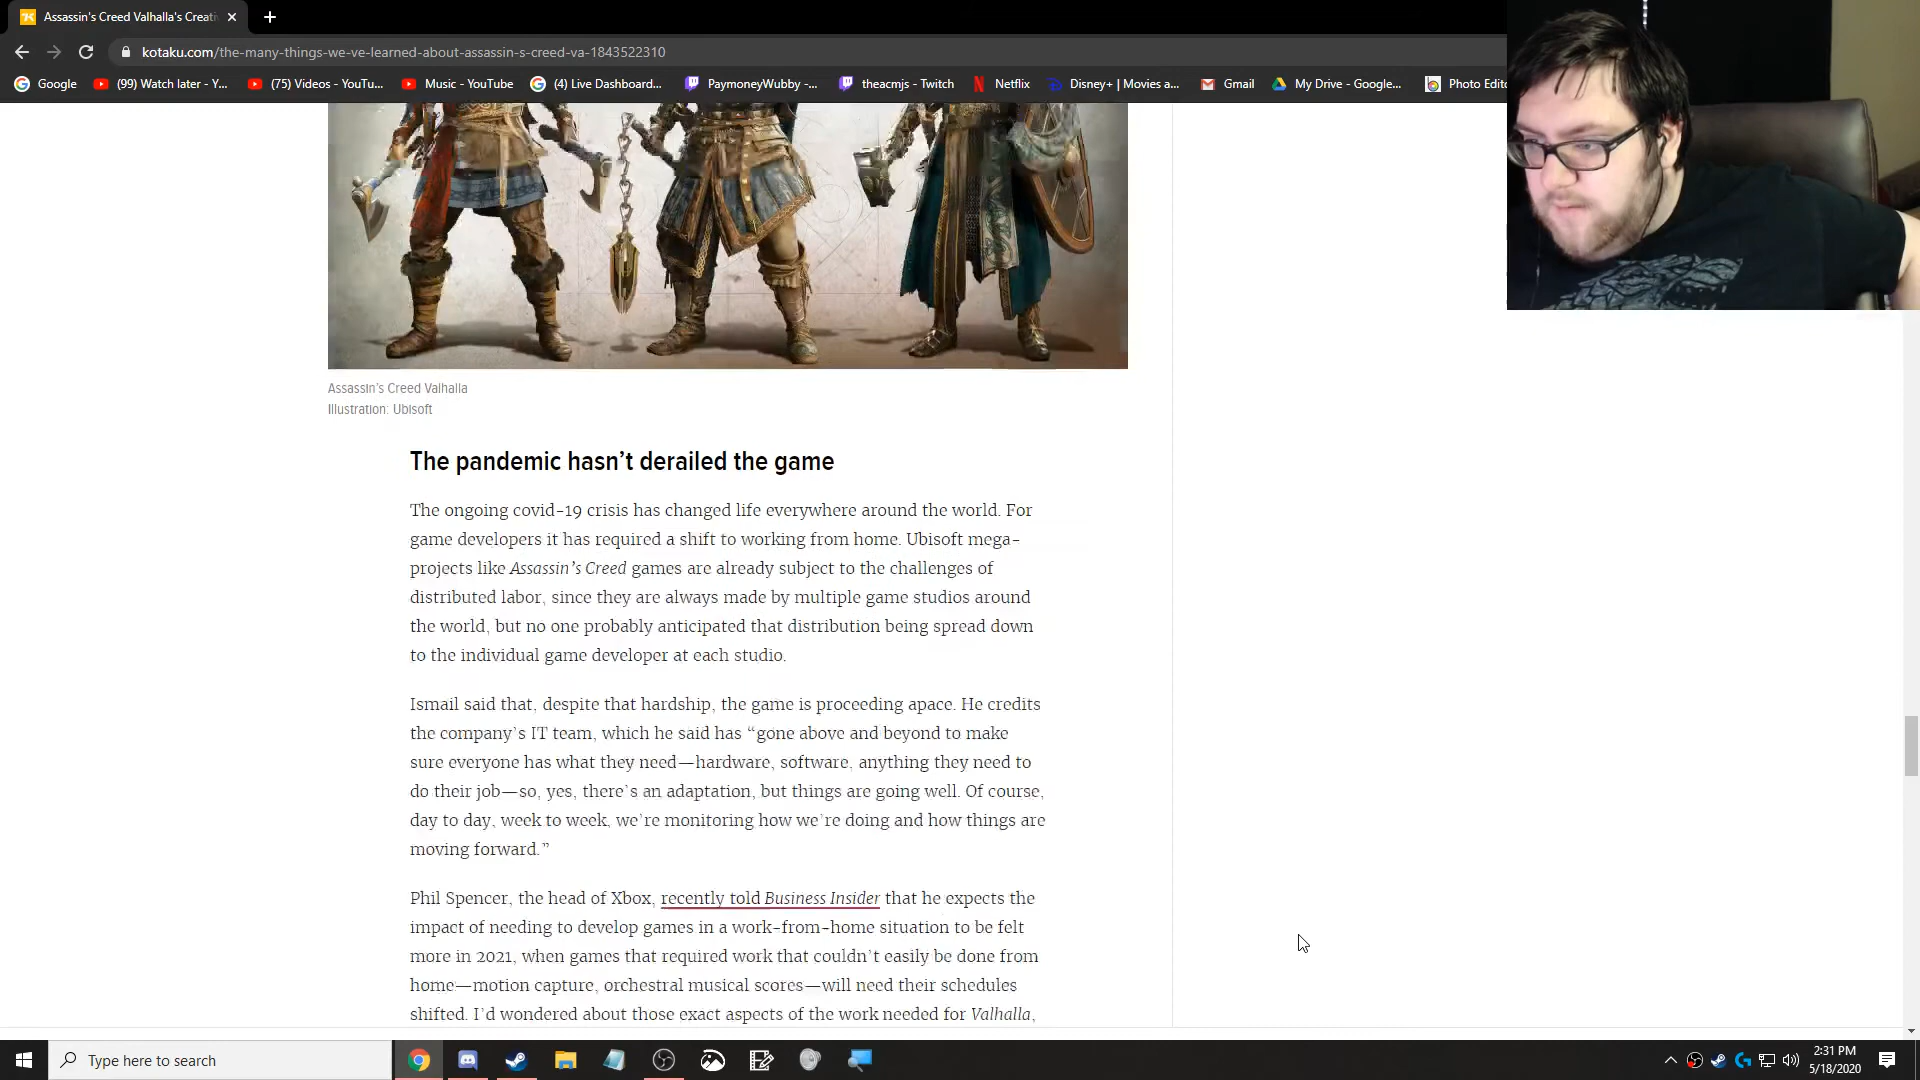 Assassin's Creed Valhalla's Creati
kotaku.com/the-many-things-we-ve-learned-about-assassin-s-creed-va-1843522310
Google
(99) Watch later - Y...
(75) Videos - YouTu...
Music - YouTube
(4) Live Dashboard...
PaymoneyWubby -...
theacmjs - Twitch
Netflix
Disney+ | Movies a...
Gmail
My Drive - Google...
Photo Edito
Assassin's Creed Valhalla
Illustration: Ubisoft
The pandemic hasn't derailed the game
The ongoing covid-19 crisis has changed life everywhere around the world. For
game developers it has required a shift to working from home. Ubisoft mega-
projects like Assassin's Creed games are already subject to the challenges of
distributed labor, since they are always made by multiple game studios around
the world, but no one probably anticipated that distribution being spread down
to the individual game developer at each studio.
Ismail said that, despite that hardship, the game is proceeding apace. He credits
the company's IT team, which he said has “gone above and beyond to make
sure everyone has what they need—hardware, software, anything they need to
do their job—so, yes, there's an adaptation, but things are going well. Of course,
day to day, week to week, we're monitoring how we're doing and how things are
moving forward.”
Phil Spencer, the head of Xbox, recently told Business Insider that he expects the
impact of needing to develop games in a work-from-home situation to be felt
more in 2021, when games that required work that couldn't easily be done from
home—motion capture, orchestral musical scores—will need their schedules
shifted. I'd wondered about those exact aspects of the work needed for Valhalla,
Type here to search
2:31 PM
5/18/2020